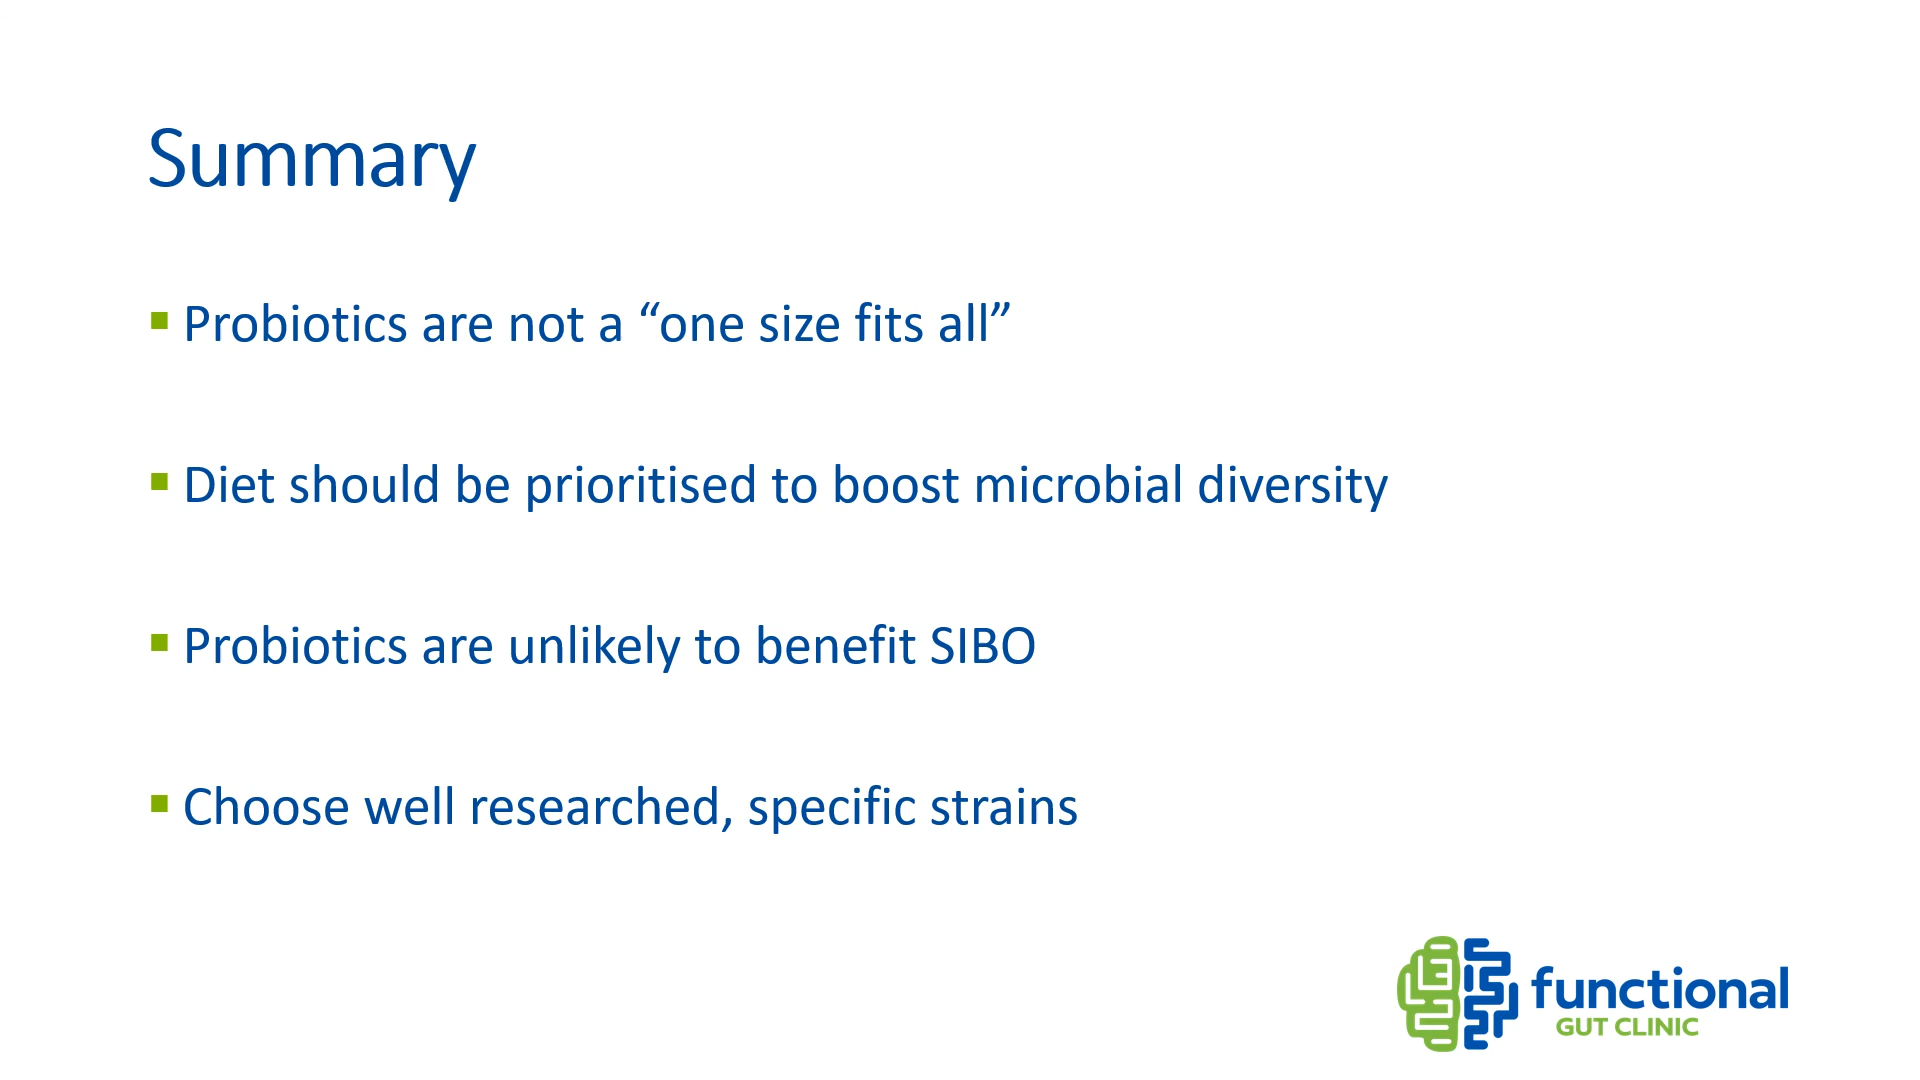 Summary
▪ Probiotics are not a “one size fits all”
▪ Diet should be prioritised to boost microbial diversity
▪ Probiotics are unlikely to benefit SIBO
▪ Choose well researched, specific strains
functional
GUT CLINIC